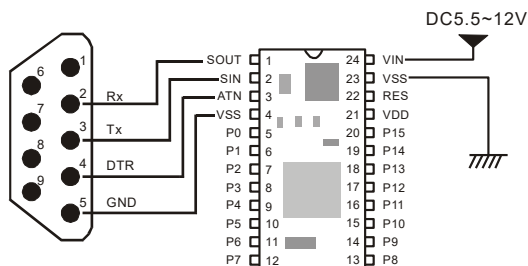 DC5.5~12V
SOUT 1 24 VIN
SIN 2 23 VSS
ATN 3 22 RES
VSS 4 21 VDD
P0 5 20 P15
P1 6 19 P14
P2 7 18 P13
P3 8 17 P12
P4 9 16 P11
P5 10 15 P10
P6 11 14 P9
P7 12 13 P8
1
6
2 Rx
7
3 Tx
8
4 DTR
9
5 GND